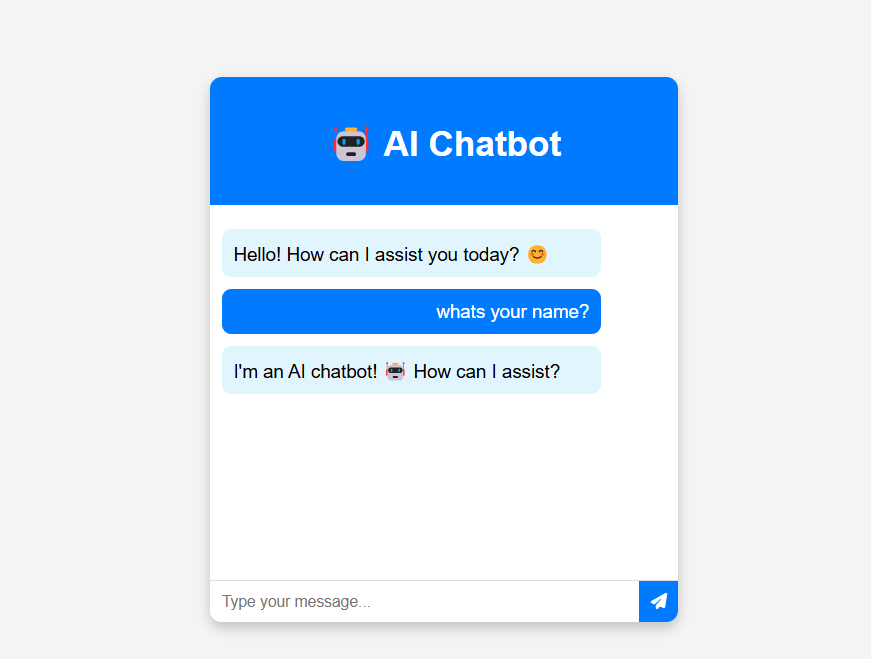 🤖 AI Chatbot
Hello! How can I assist you today? 😊
whats your name?
I'm an AI chatbot! 🤖 How can I assist?
Type your message...